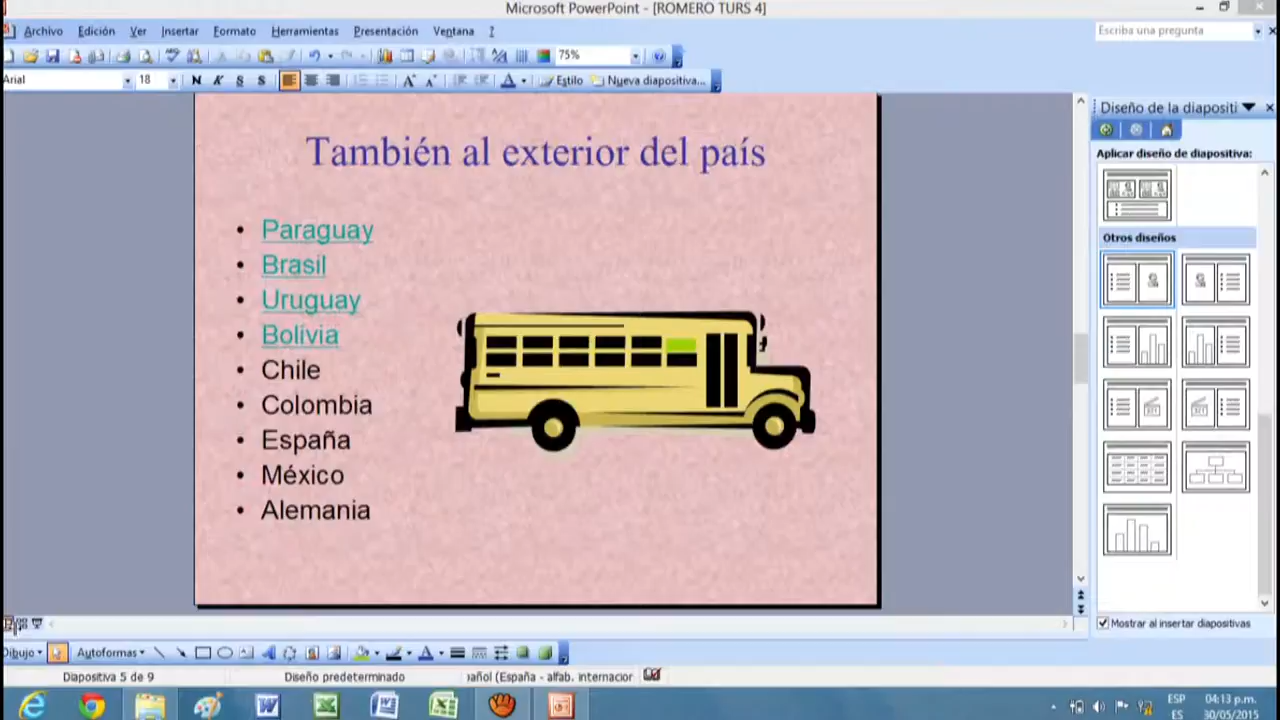 Microsoft PowerPoint - [ROMERO TURS 4]
Archivo Edición Ver Insertar Formato Herramientas Presentación Ventana ? Escriba una pregunta
75%
Arial 18 N K S S Estilo Nueva diapositiva...
Diseño de la diapositi
Aplicar diseño de diapositiva:
Otros diseños
También al exterior del país
• Paraguay
• Brasil
• Uruguay
• Bolivia
• Chile
• Colombia
• España
• México
• Alemania
Mostrar al insertar diapositivas
Dibujo Autoformas
Diapositiva 5 de 9 Diseño predeterminado añol (España - alfab. internacior
ESP 04:13 p.m.
ES 30/05/2015